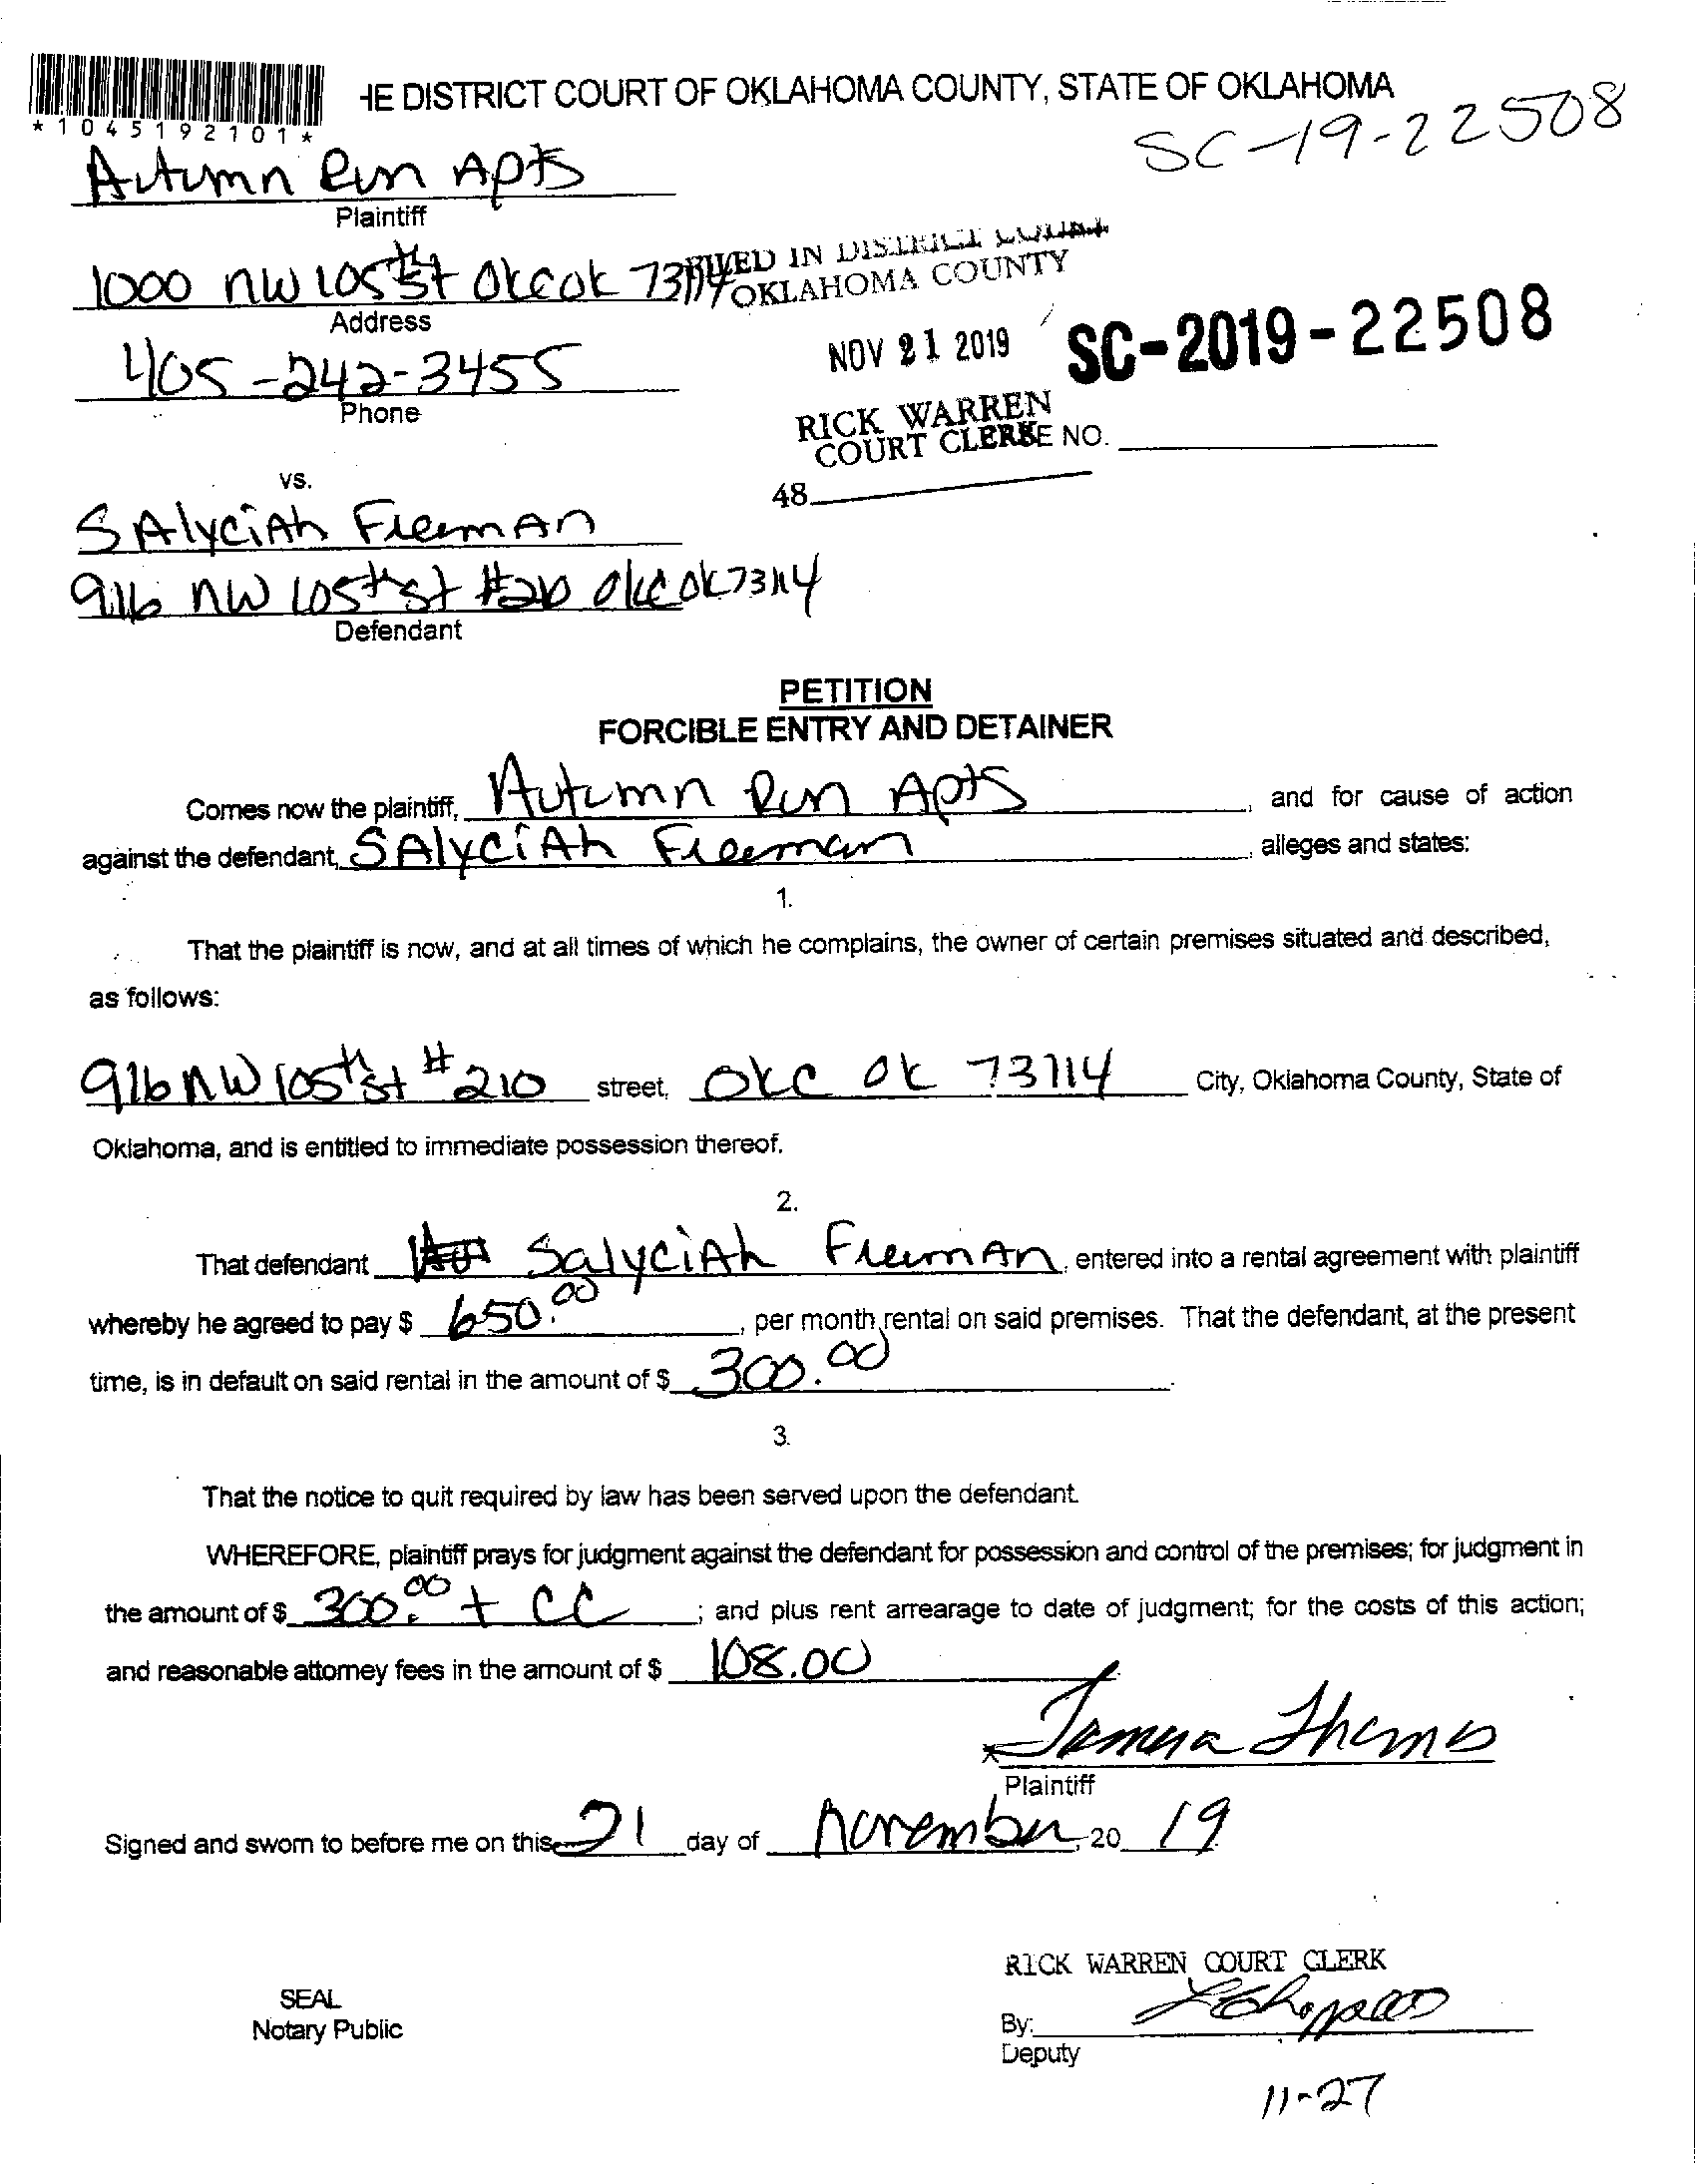 *1045192101*
HE DISTRICT COURT OF OKLAHOMA COUNTY, STATE OF OKLAHOMA
SC-19-22508
Autumn Run Apts
Plaintiff
1000 NW 105th St OKC OK 73114
Address
FILED IN DISTRICT COURT
OKLAHOMA COUNTY
405-242-3455
Phone
NOV 21 2019
SC-2019-22508
RICK WARREN
COURT CLERK
SE NO.
48
vs.
SAlyciAh FreemAn
916 NW 105th St #210 OKC OK 73114
Defendant
PETITION
FORCIBLE ENTRY AND DETAINER
Comes now the plaintiff, Autumn Run Apts, and for cause of action
against the defendant, SAlyciAh Freeman, alleges and states:
1.
That the plaintiff is now, and at all times of which he complains, the owner of certain premises situated and described,
as follows:
916 NW 105th St #210 street, OKC OK 73114 City, Oklahoma County, State of
Oklahoma, and is entitled to immediate possession thereof.
2.
That defendant SalyciAh FreemAn, entered into a rental agreement with plaintiff
whereby he agreed to pay $ 650.00, per month rental on said premises. That the defendant, at the present
time, is in default on said rental in the amount of $ 300.00.
3.
That the notice to quit required by law has been served upon the defendant.
WHEREFORE, plaintiff prays for judgment against the defendant for possession and control of the premises; for judgment in
the amount of $ 300.00 + CC; and plus rent arrearage to date of judgment; for the costs of this action;
and reasonable attorney fees in the amount of $ 108.00
Plaintiff
Signed and sworn to before me on this 21 day of November, 20 19
RICK WARREN COURT CLERK
SEAL
Notary Public
By:
Deputy
11-27